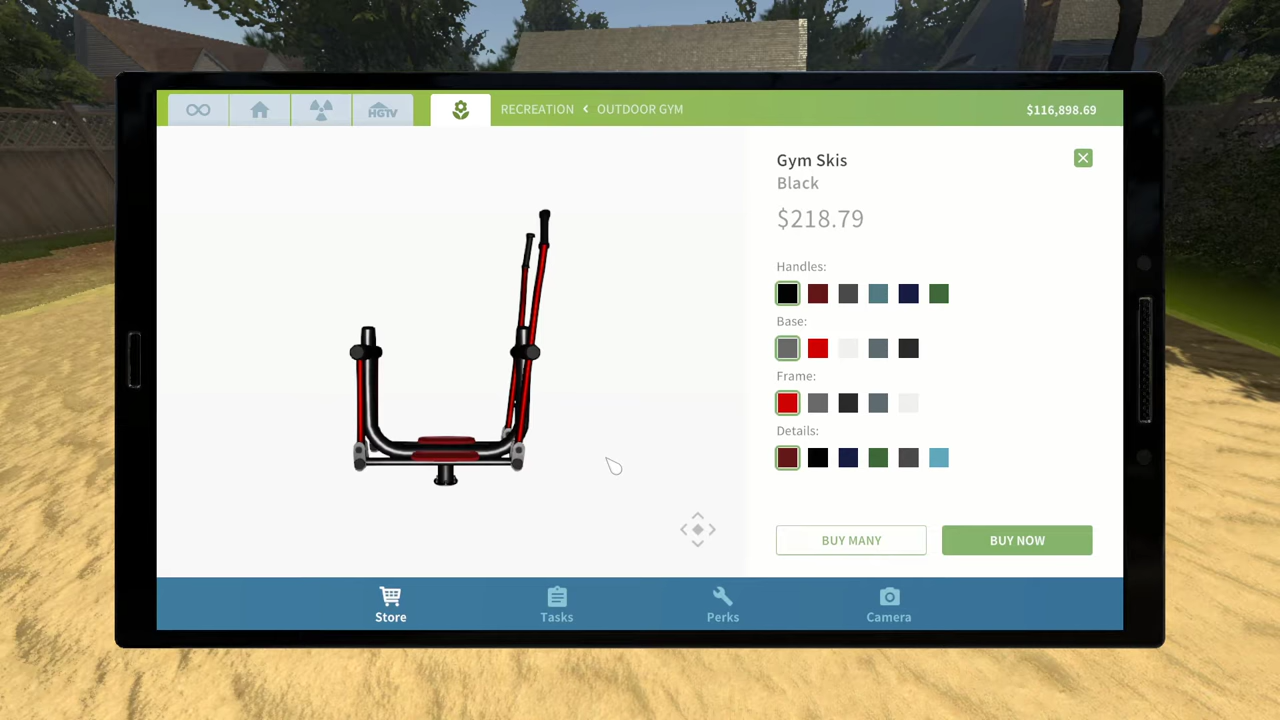 HGTV
RECREATION < OUTDOOR GYM
$116,898.69
Gym Skis
Black
$218.79
Handles:
Base:
Frame:
Details:
BUY MANY
BUY NOW
Store
Tasks
Perks
Camera